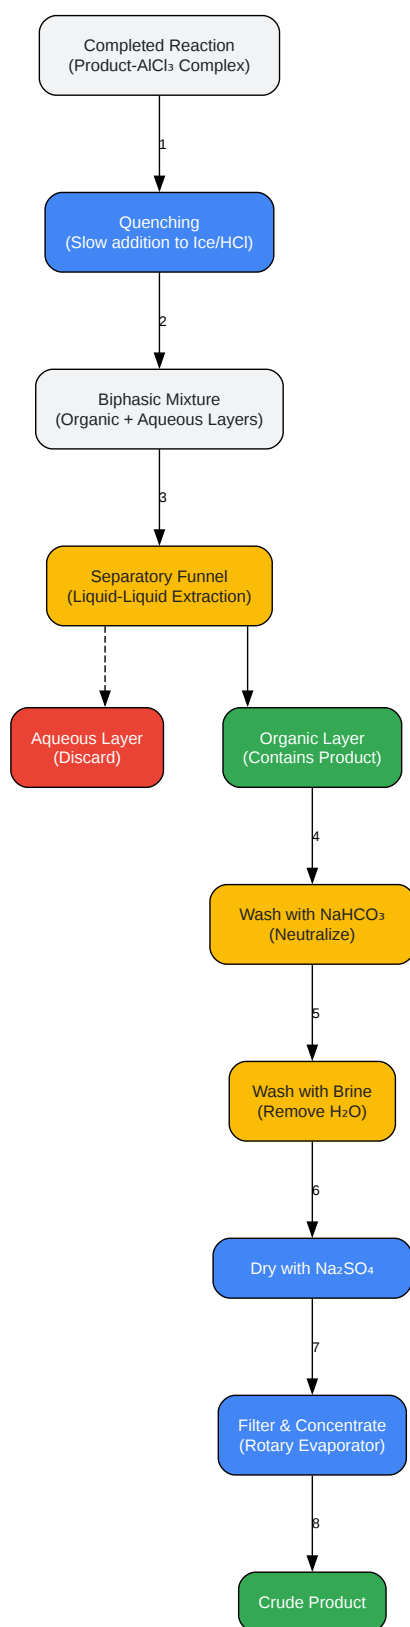 Completed Reaction
(Product-AlCl₃ Complex)
1
Quenching
(Slow addition to Ice/HCl)
2
Biphasic Mixture
(Organic + Aqueous Layers)
3
Separatory Funnel
(Liquid-Liquid Extraction)
Aqueous Layer
(Discard)
Organic Layer
(Contains Product)
4
Wash with NaHCO₃
(Neutralize)
5
Wash with Brine
(Remove H₂O)
6
Dry with Na₂SO₄
7
Filter & Concentrate
(Rotary Evaporator)
8
Crude Product